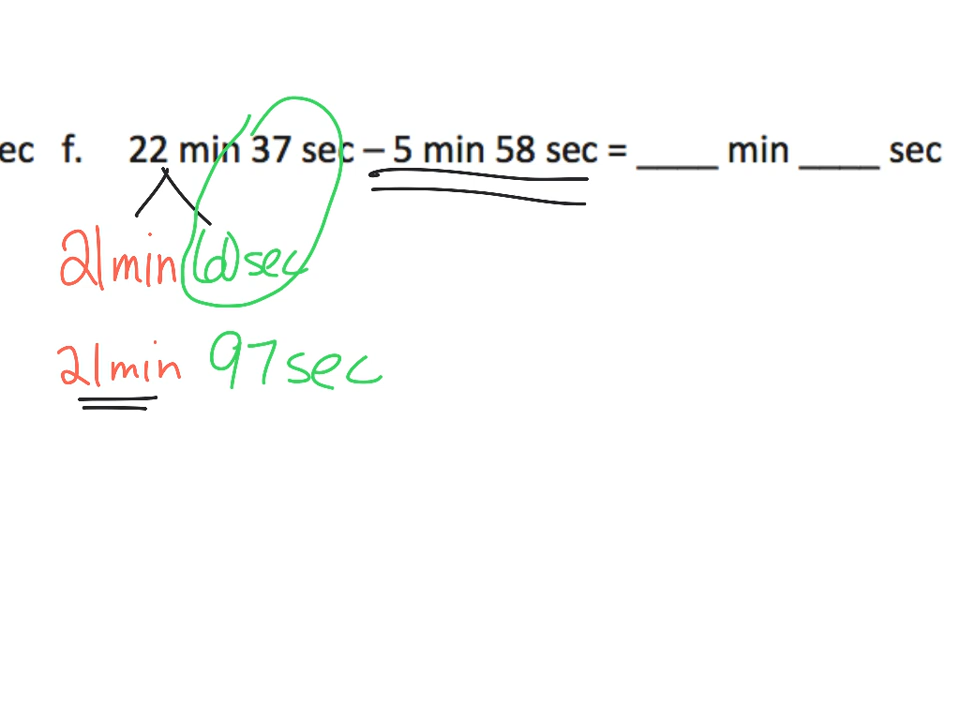 ec f. 22 min 37 sec – 5 min 58 sec = ____ min ____ sec
21min 60sec
21min 97sec